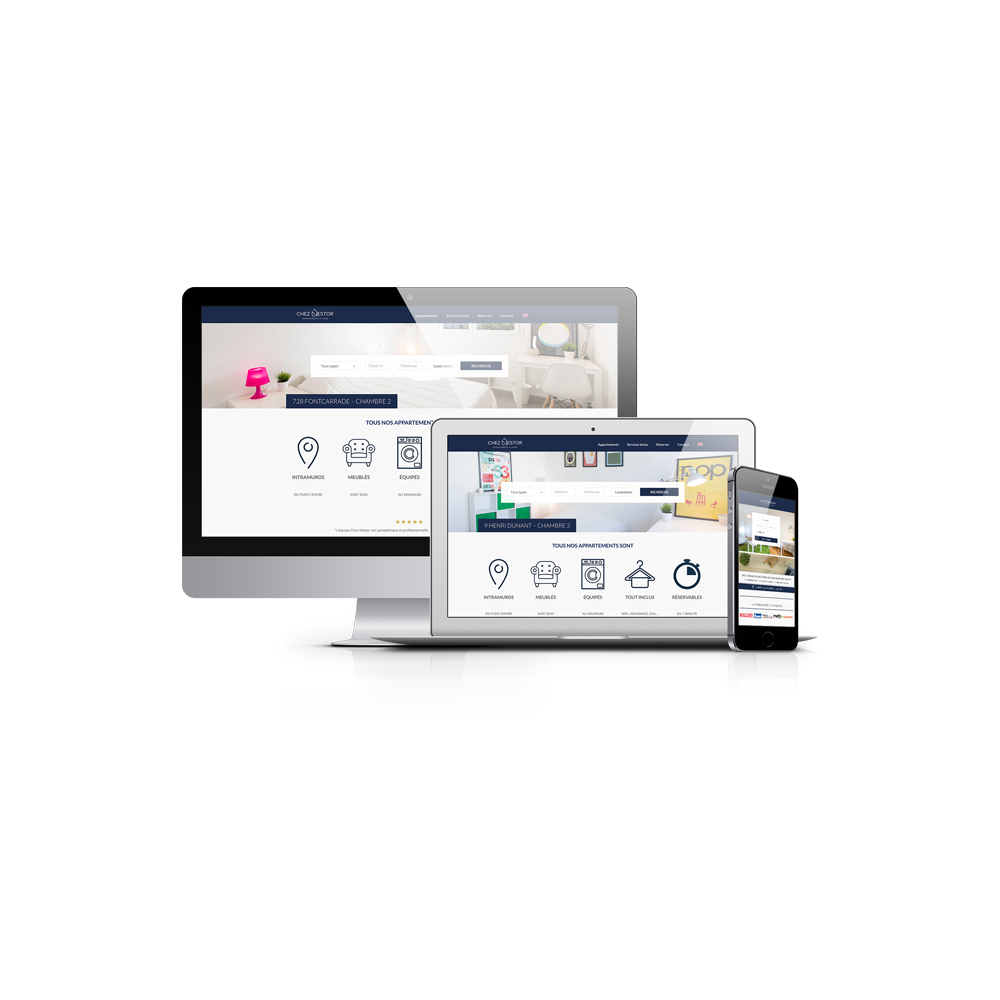 CHEZ NESTOR
Appartements Services inclus Réserver Contact
Tous types Check-in Check-out Localisation RECHERCHE
728 FONTCARRADE – CHAMBRE 2
TOUS NOS APPARTEMENT
INTRAMUROS MEUBLÉS ÉQUIPÉS
EN PLEIN CENTRE AVEC SOIN AU MAXIMUM
"L'équipe Chez Nestor est sympathique et professionnelle
CHEZ NESTOR
Appartements Services inclus Réserver Contact
Tous types Check-in Check-out Localisation RECHERCHE
9 HENRI DUNANT – CHAMBRE 3
TOUS NOS APPARTEMENTS SONT
INTRAMUROS MEUBLÉS ÉQUIPÉS TOUT INCLUS RÉSERVABLES
EN PLEIN CENTRE AVEC SOIN AU MAXIMUM WIFI, ASSURANCE, EAU... EN 1 MINUTE